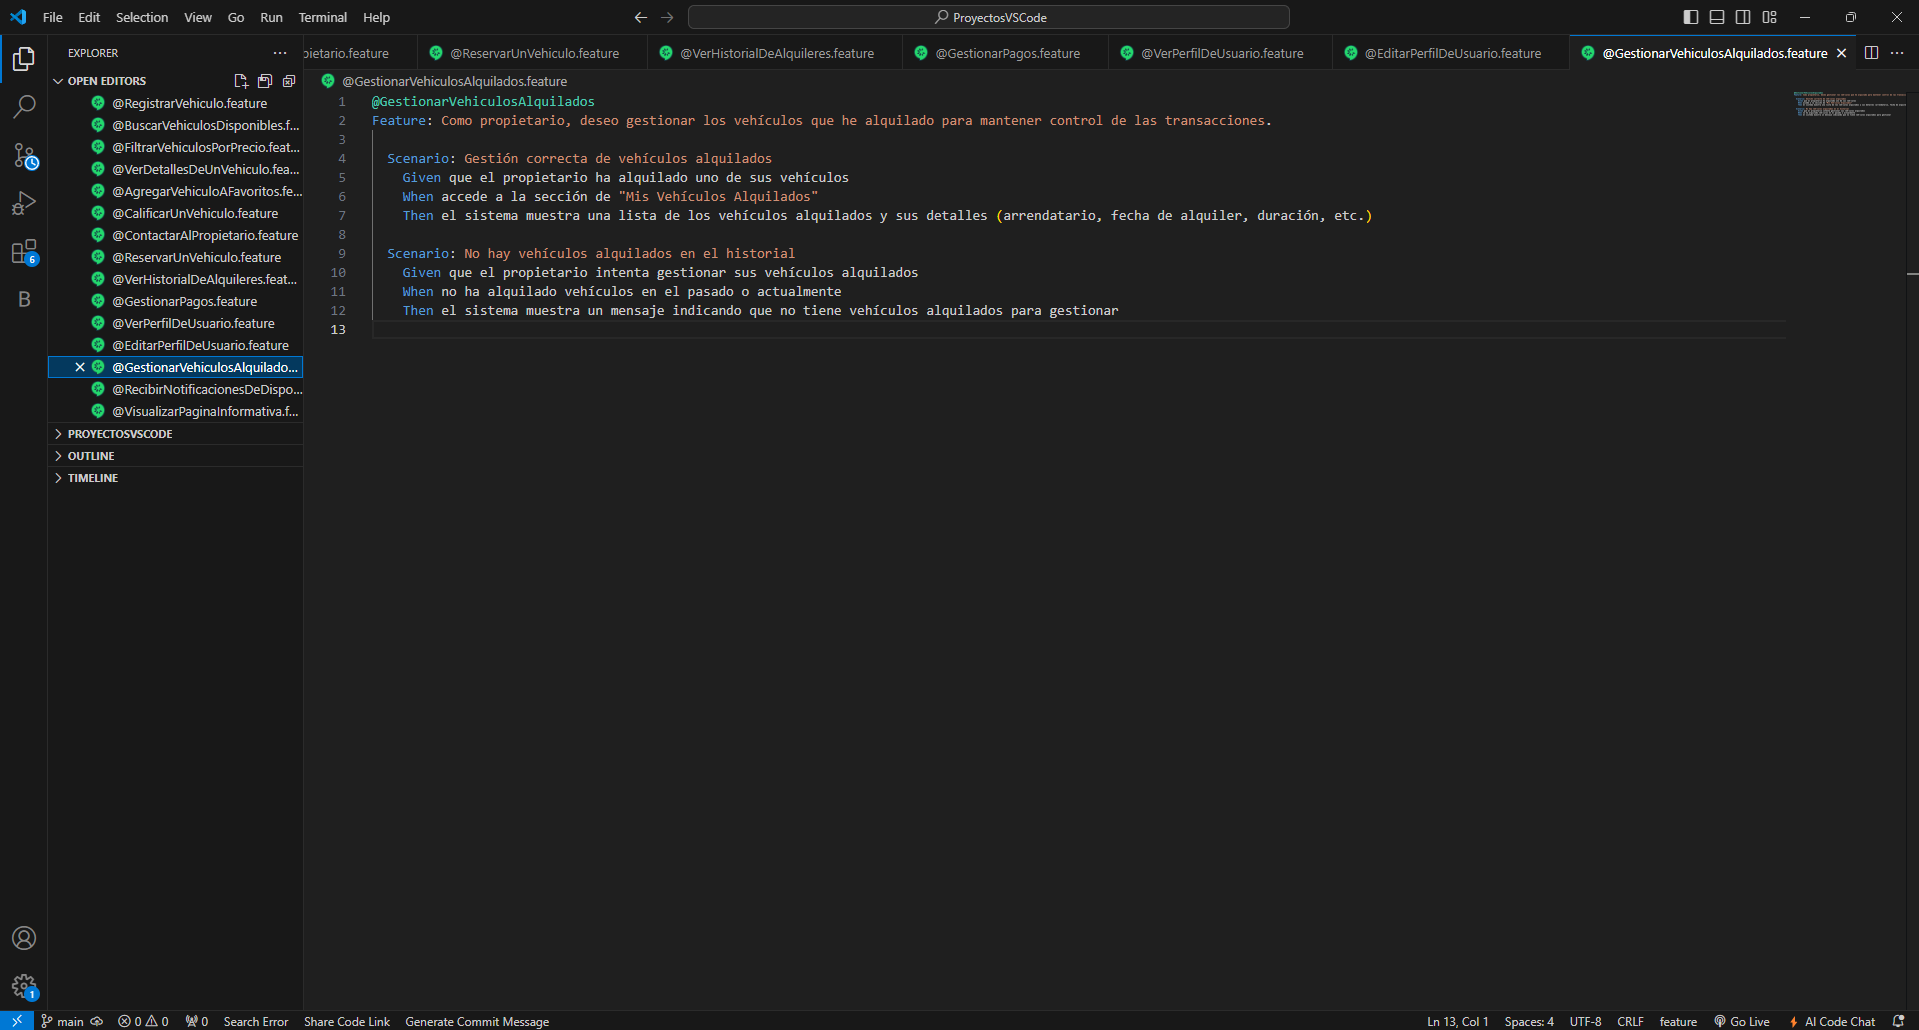 File Edit Selection View Go Run Terminal Help
ProyectosVSCode
EXPLORER
pietario.feature
@ReservarUnVehiculo.feature
@VerHistorialDeAlquileres.feature
@GestionarPagos.feature
@VerPerfilDeUsuario.feature
@EditarPerfilDeUsuario.feature
@GestionarVehiculosAlquilados.feature
OPEN EDITORS
@RegistrarVehiculo.feature
@BuscarVehiculosDisponibles.f...
@FiltrarVehiculosPorPrecio.feat...
@VerDetallesDeUnVehiculo.fea...
@AgregarVehiculoAFavoritos.fe...
@CalificarUnVehiculo.feature
@ContactarAlPropietario.feature
@ReservarUnVehiculo.feature
@VerHistorialDeAlquileres.feat...
@GestionarPagos.feature
@VerPerfilDeUsuario.feature
@EditarPerfilDeUsuario.feature
@GestionarVehiculosAlquilado...
@RecibirNotificacionesDeDispo...
@VisualizarPaginaInformativa.f...
PROYECTOSVSCODE
OUTLINE
TIMELINE
6
B
1
@GestionarVehiculosAlquilados.feature
1 @GestionarVehiculosAlquilados
2 Feature: Como propietario, deseo gestionar los vehículos que he alquilado para mantener control de las transacciones.
3
4 Scenario: Gestión correcta de vehículos alquilados
5 Given que el propietario ha alquilado uno de sus vehículos
6 When accede a la sección de "Mis Vehículos Alquilados"
7 Then el sistema muestra una lista de los vehículos alquilados y sus detalles (arrendatario, fecha de alquiler, duración, etc.)
8
9 Scenario: No hay vehículos alquilados en el historial
10 Given que el propietario intenta gestionar sus vehículos alquilados
11 When no ha alquilado vehículos en el pasado o actualmente
12 Then el sistema muestra un mensaje indicando que no tiene vehículos alquilados para gestionar
13
main 0 0 0 Search Error Share Code Link Generate Commit Message
Ln 13, Col 1 Spaces: 4 UTF-8 CRLF feature Go Live AI Code Chat